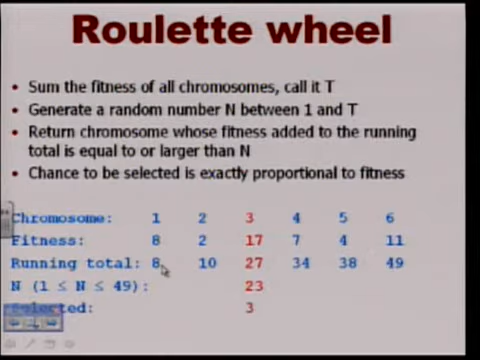 Roulette wheel
• Sum the fitness of all chromosomes, call it T
• Generate a random number N between 1 and T
• Return chromosome whose fitness added to the running
total is equal to or larger than N
• Chance to be selected is exactly proportional to fitness
Chromosome: 1 2 3 4 5 6
Fitness: 8 2 17 7 4 11
Running total: 8 10 27 34 38 49
N (1 ≤ N ≤ 49): 23
Selected: 3